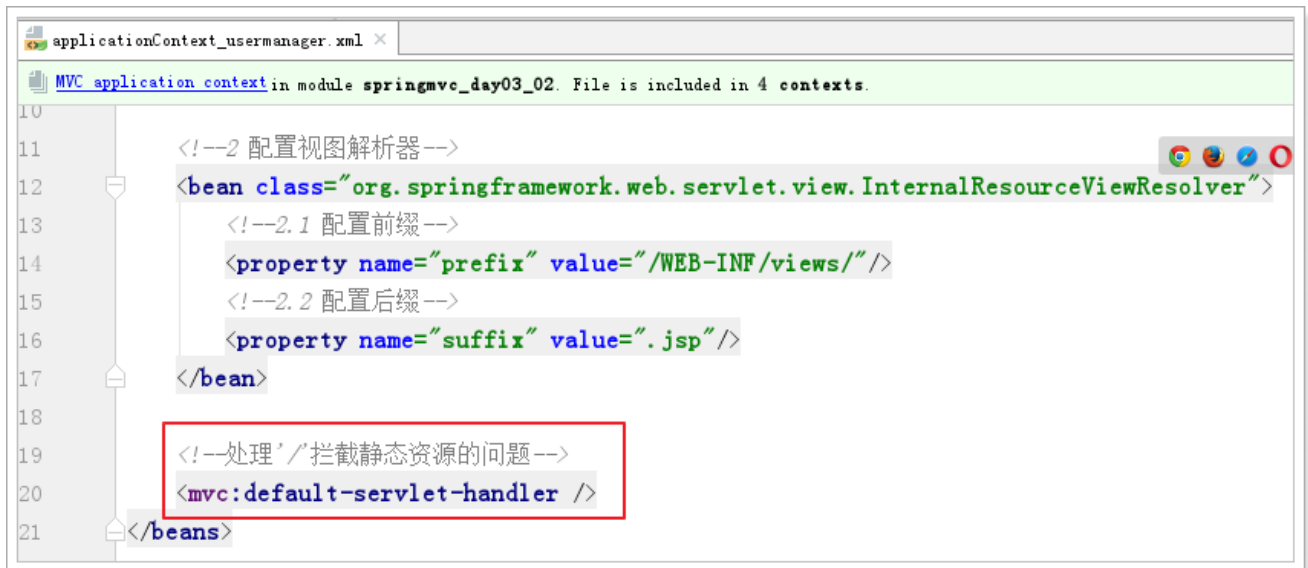 applicationContext_usermanager.xml ×
MVC application context in module springmvc_day03_02. File is included in 4 contexts.
10
11 <!--2 配置视图解析器-->
12 <bean class="org.springframework.web.servlet.view.InternalResourceViewResolver">
13 <!--2.1 配置前缀-->
14 <property name="prefix" value="/WEB-INF/views/"/>
15 <!--2.2 配置后缀-->
16 <property name="suffix" value=".jsp"/>
17 </bean>
18
19 <!--处理'/'拦截静态资源的问题-->
20 <mvc:default-servlet-handler />
21 </beans>